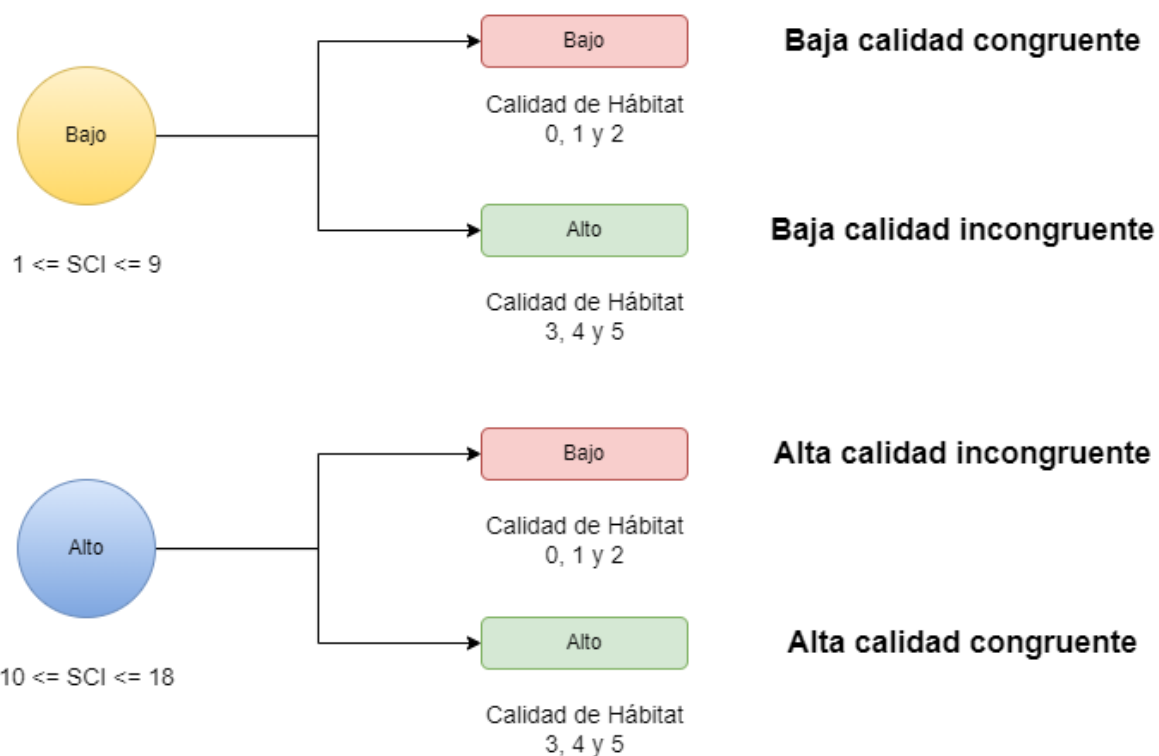 Bajo
1 <= SCI <= 9
Bajo
Calidad de Hábitat
0, 1 y 2
Baja calidad congruente
Alto
Calidad de Hábitat
3, 4 y 5
Baja calidad incongruente
Alto
10 <= SCI <= 18
Bajo
Calidad de Hábitat
0, 1 y 2
Alta calidad incongruente
Alto
Calidad de Hábitat
3, 4 y 5
Alta calidad congruente